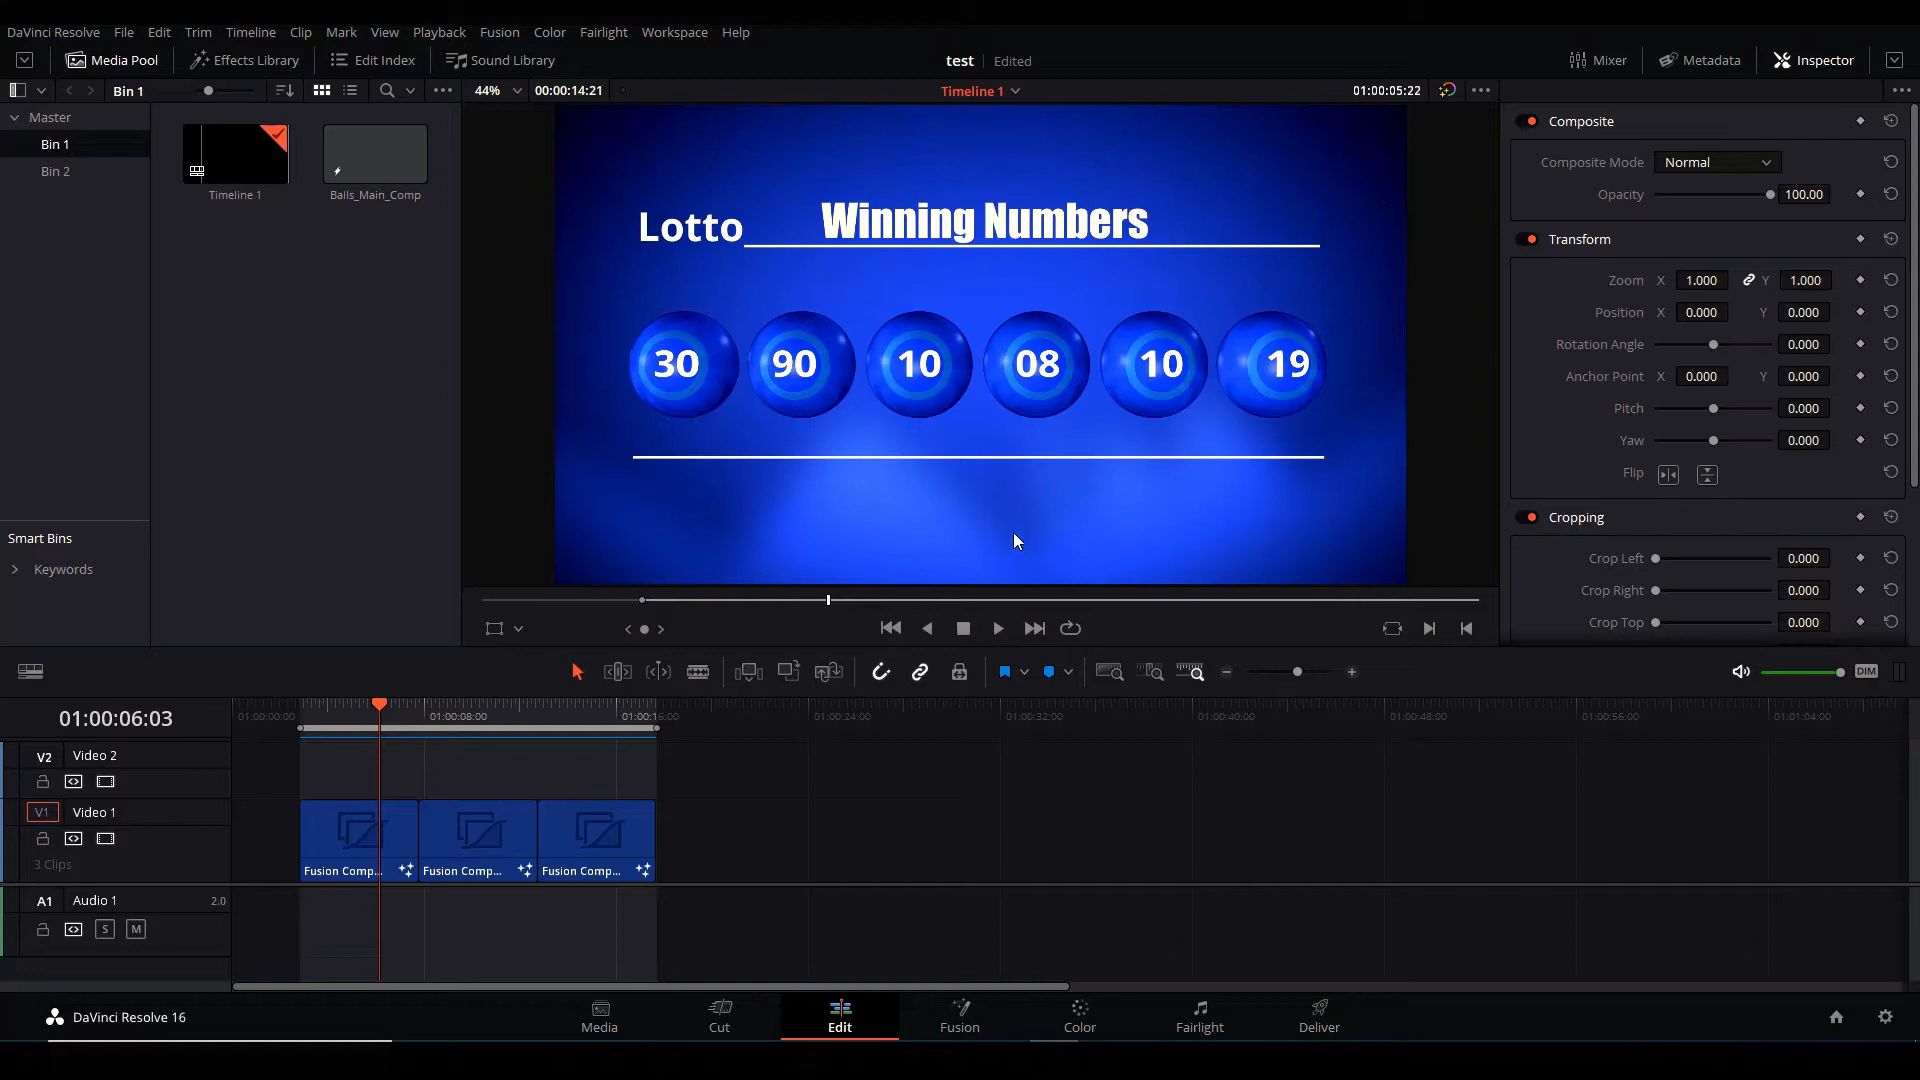 DaVinci Resolve File Edit Trim Timeline Clip Mark View Playback Fusion Color Fairlight Workspace Help
Media Pool Effects Library Edit Index Sound Library test Edited Mixer Metadata Inspector
Bin 1 44% 00:00:14:21 Timeline 1 01:00:05:22
Master
Bin 1
Bin 2
Timeline 1
Balls_Main_Comp
Smart Bins
Keywords
Lotto Winning Numbers
30 90 10 08 10 19
Composite
Composite Mode Normal
Opacity 100.00
Transform
Zoom X 1.000 Y 1.000
Position X 0.000 Y 0.000
Rotation Angle 0.000
Anchor Point X 0.000 Y 0.000
Pitch 0.000
Yaw 0.000
Flip
Cropping
Crop Left 0.000
Crop Right 0.000
Crop Top 0.000
DIM
01:00:06:03
01:00:00:00 01:00:08:00 01:00:16:00 01:00:24:00 01:00:32:00 01:00:40:00 01:00:48:00 01:00:56:00 01:01:04:00
V2 Video 2
V1 Video 1
3 Clips
Fusion Comp... Fusion Comp... Fusion Comp...
A1 Audio 1 2.0
S M
DaVinci Resolve 16
Media Cut Edit Fusion Color Fairlight Deliver